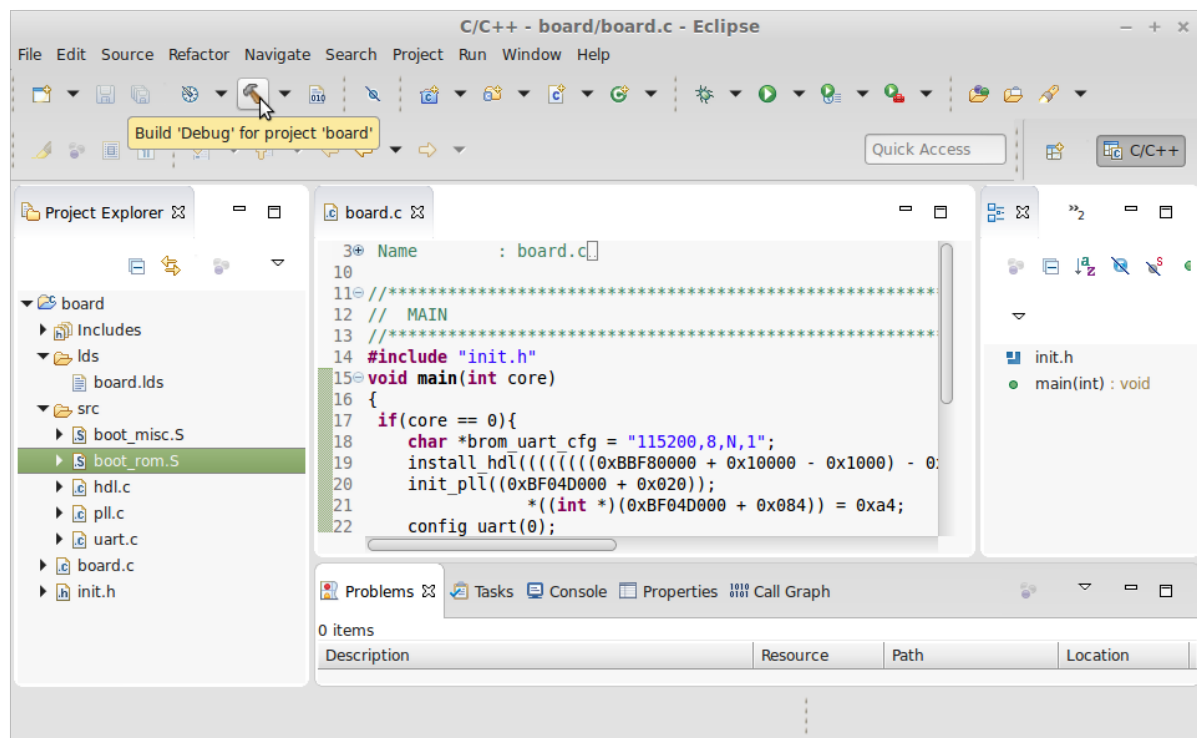 C/C++ - board/board.c - Eclipse
File Edit Source Refactor Navigate Search Project Run Window Help
010
Build 'Debug' for project 'board'
Quick Access
C/C++
Project Explorer
board
Includes
lds
board.lds
src
boot_misc.S
boot_rom.S
hdl.c
pll.c
uart.c
board.c
init.h
board.c
3 Name : board.c
10
11 //*******************************************************
12 // MAIN
13 //*******************************************************
14 #include "init.h"
15 void main(int core)
16 {
17 if(core == 0){
18 char *brom_uart_cfg = "115200,8,N,1";
19 install_hdl((((((((0xBBF80000 + 0x10000 - 0x1000) - 0
20 init_pll((0xBF04D000 + 0x020));
21 *((int *)(0xBF04D000 + 0x084)) = 0xa4;
22 config_uart(0);
»2
init.h
main(int) : void
Problems Tasks Console Properties Call Graph
0 items
Description Resource Path Location